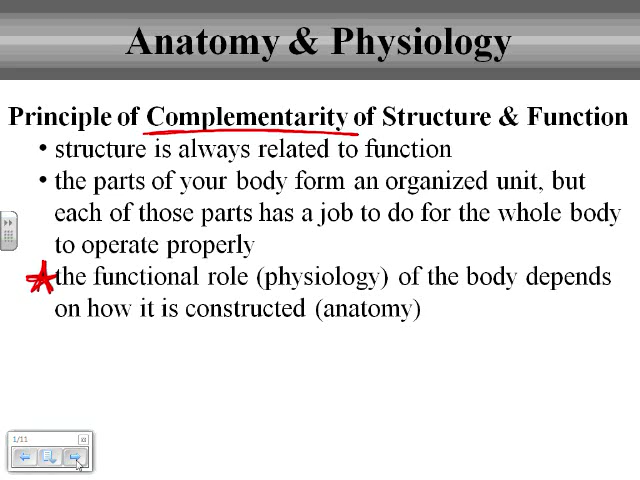 Anatomy & Physiology
Principle of Complementarity of Structure & Function
• structure is always related to function
• the parts of your body form an organized unit, but
each of those parts has a job to do for the whole body
to operate properly
the functional role (physiology) of the body depends
on how it is constructed (anatomy)
1/11